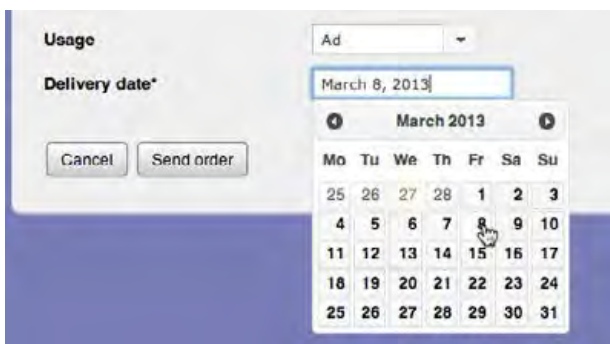 Usage Ad
Delivery date* March 8, 2013
March 2013
Cancel Send order
Mo Tu We Th Fr Sa Su
25 26 27 28 1 2 3
4 5 6 7 8 9 10
11 12 13 14 15 16 17
18 19 20 21 22 23 24
25 26 27 28 29 30 31